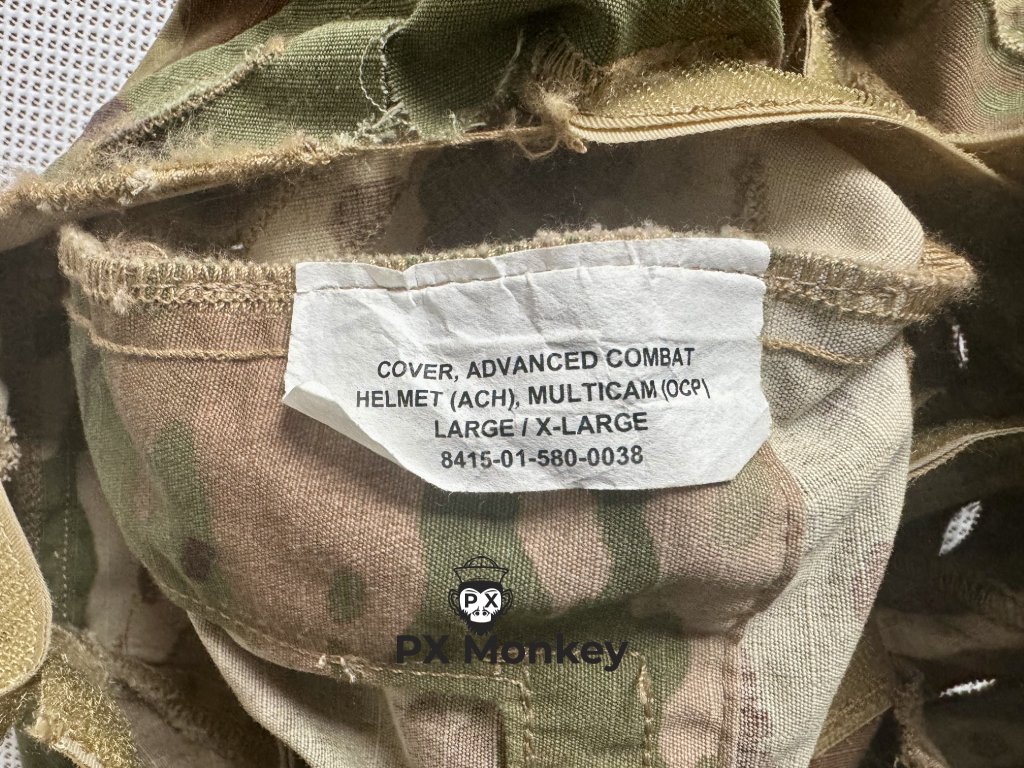 COVER, ADVANCED COMBAT
HELMET (ACH), MULTICAM (OCP)
LARGE / X-LARGE
8415-01-580-0038
PX
PX Monkey